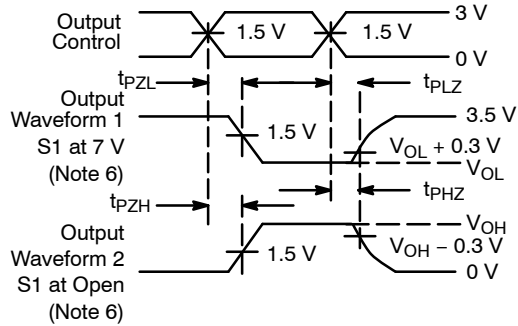 Output
Control
1.5 V
1.5 V
3 V
0 V
tPZL
tPLZ
Output
Waveform 1
S1 at 7 V
(Note 6)
1.5 V
3.5 V
VOL + 0.3 V
VOL
tPZH
tPHZ
Output
Waveform 2
S1 at Open
(Note 6)
1.5 V
VOH
VOH − 0.3 V
0 V